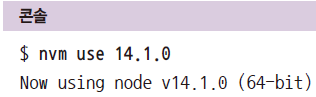 콘솔
$ nvm use 14.1.0
Now using node v14.1.0 (64-bit)